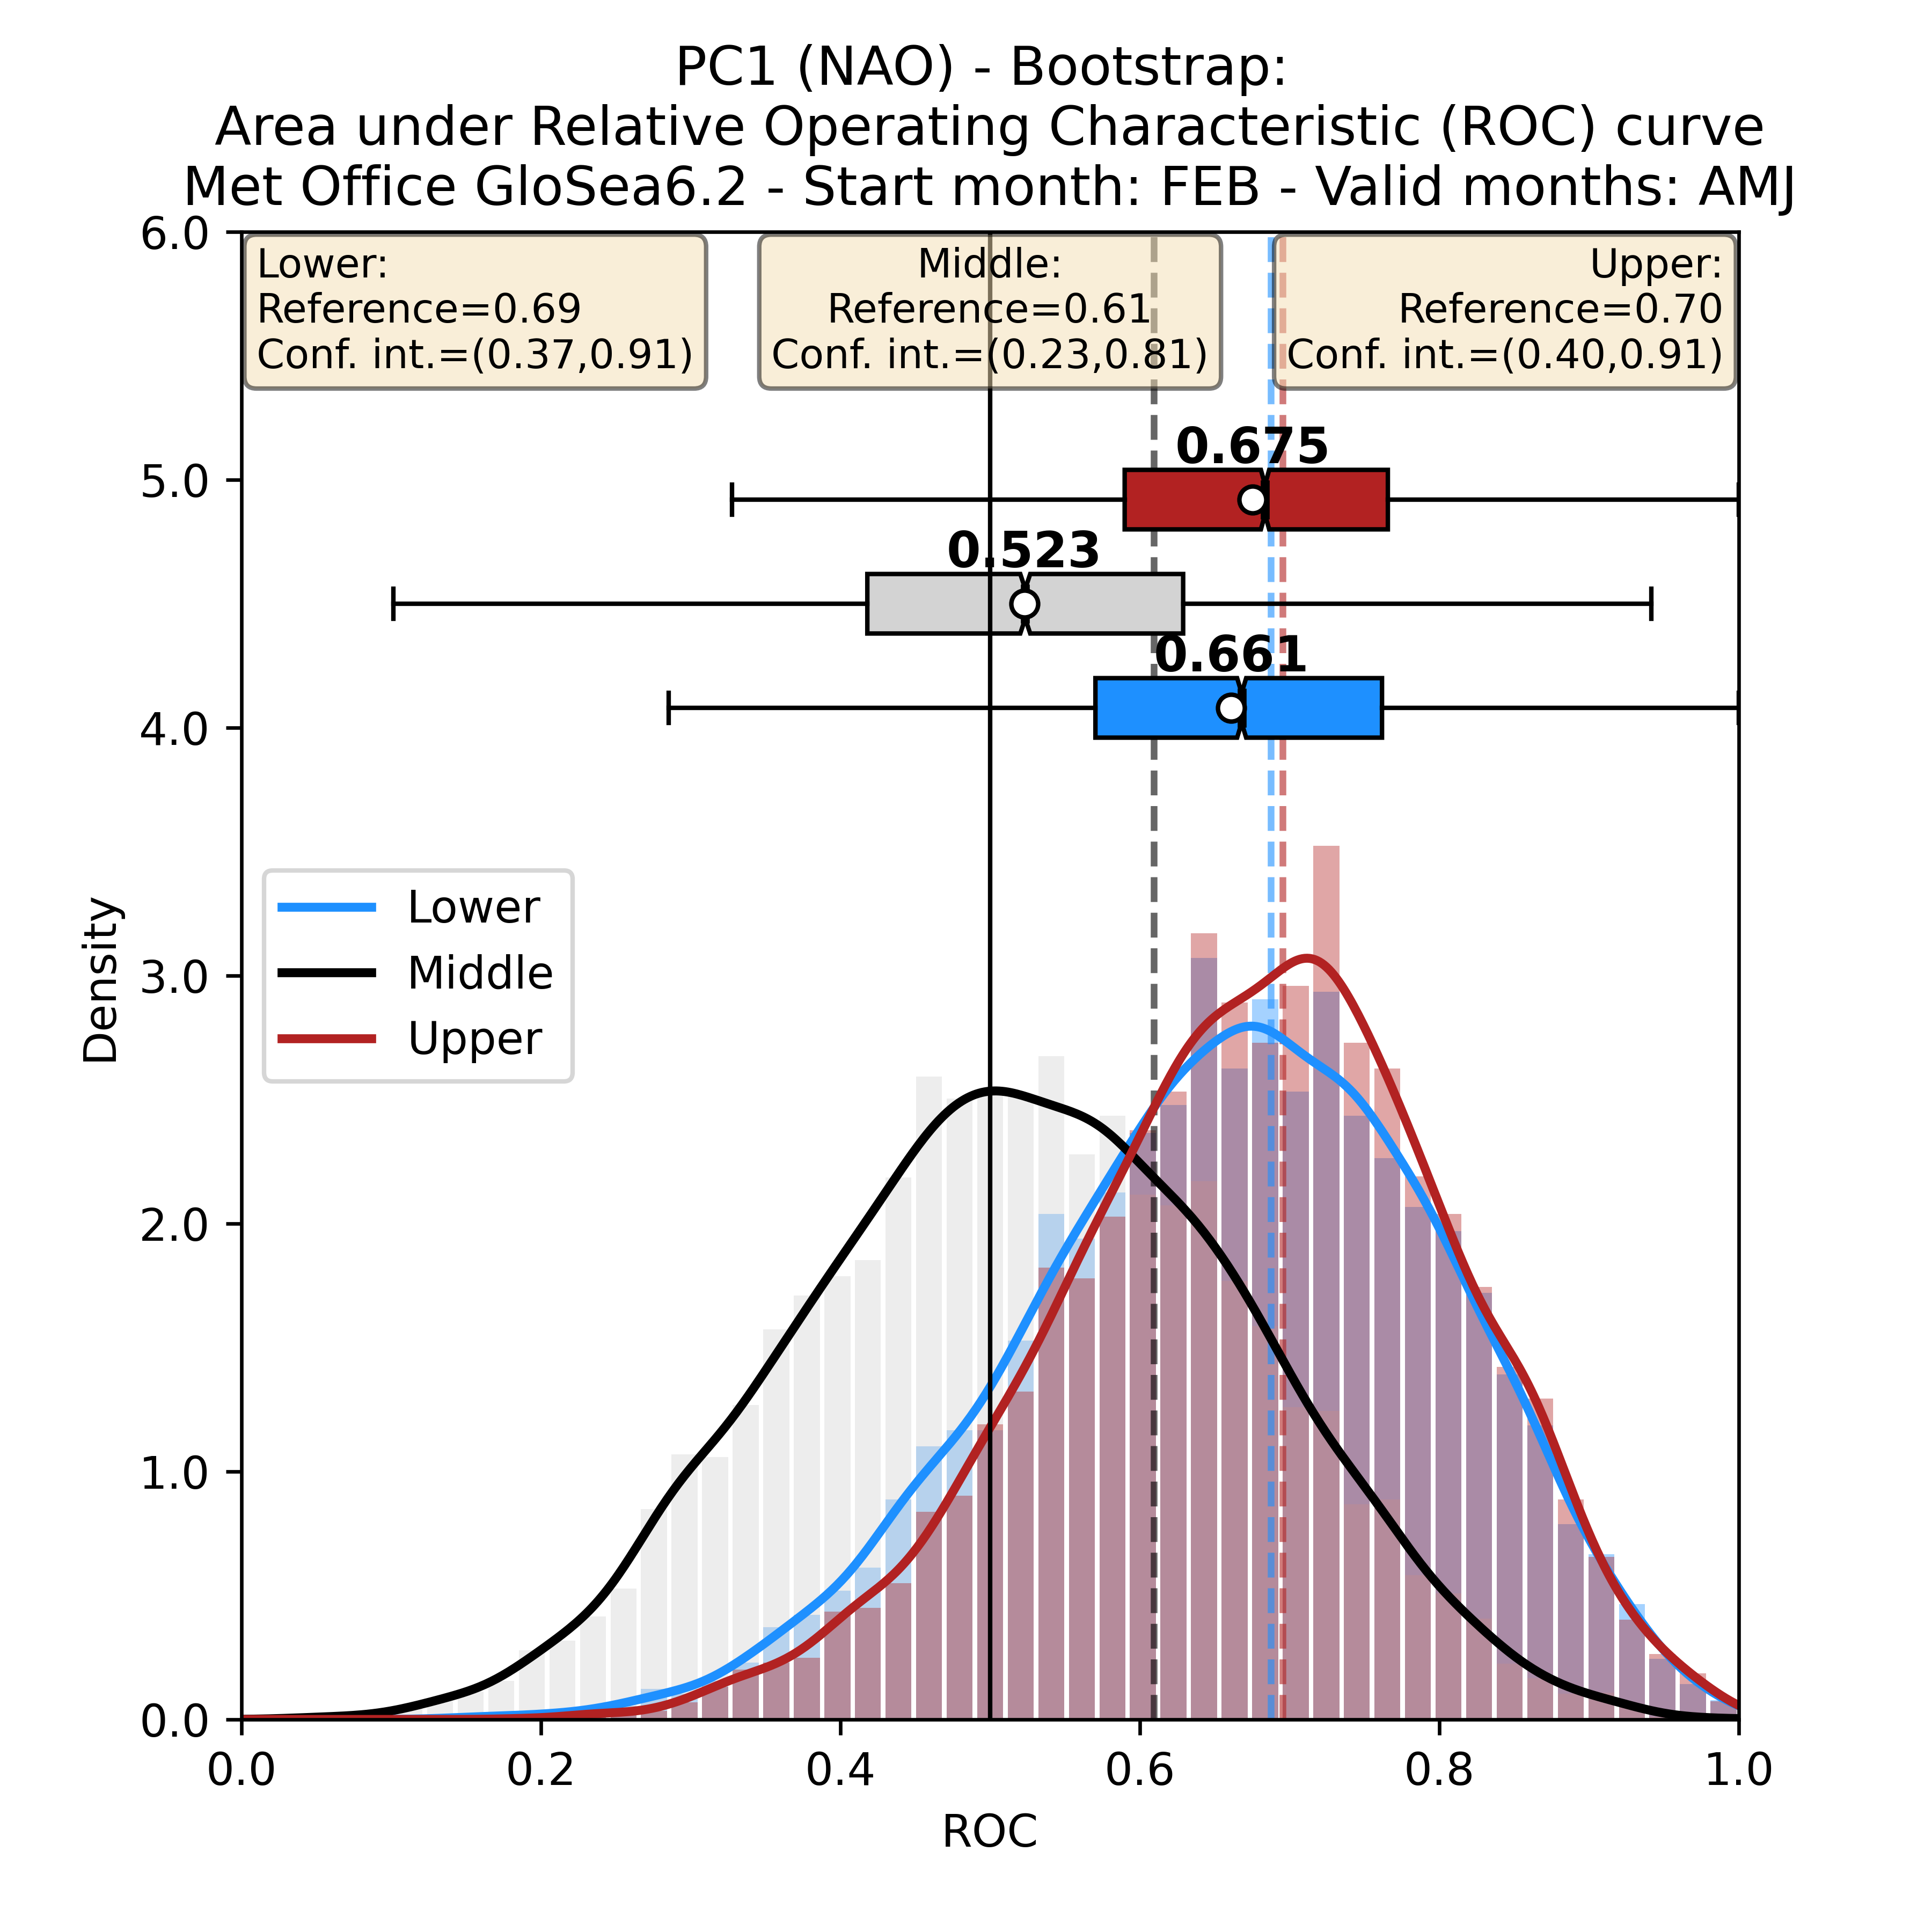 PC1 (NAO) - Bootstrap:
Area under Relative Operating Characteristic (ROC) curve
Met Office GloSea6.2 - Start month: FEB - Valid months: AMJ
6.0
Lower:
Reference=0.69
Conf. int.=(0.37,0.91)
Middle:
Reference=0.61
Conf. int.=(0.23,0.81)
Upper:
Reference=0.70
Conf. int.=(0.40,0.91)
0.675
5.0
0.523
0.661
4.0
Lower
Middle
Upper
Density
3.0
2.0
1.0
0.0
0.0 0.2 0.4 0.6 0.8 1.0
ROC